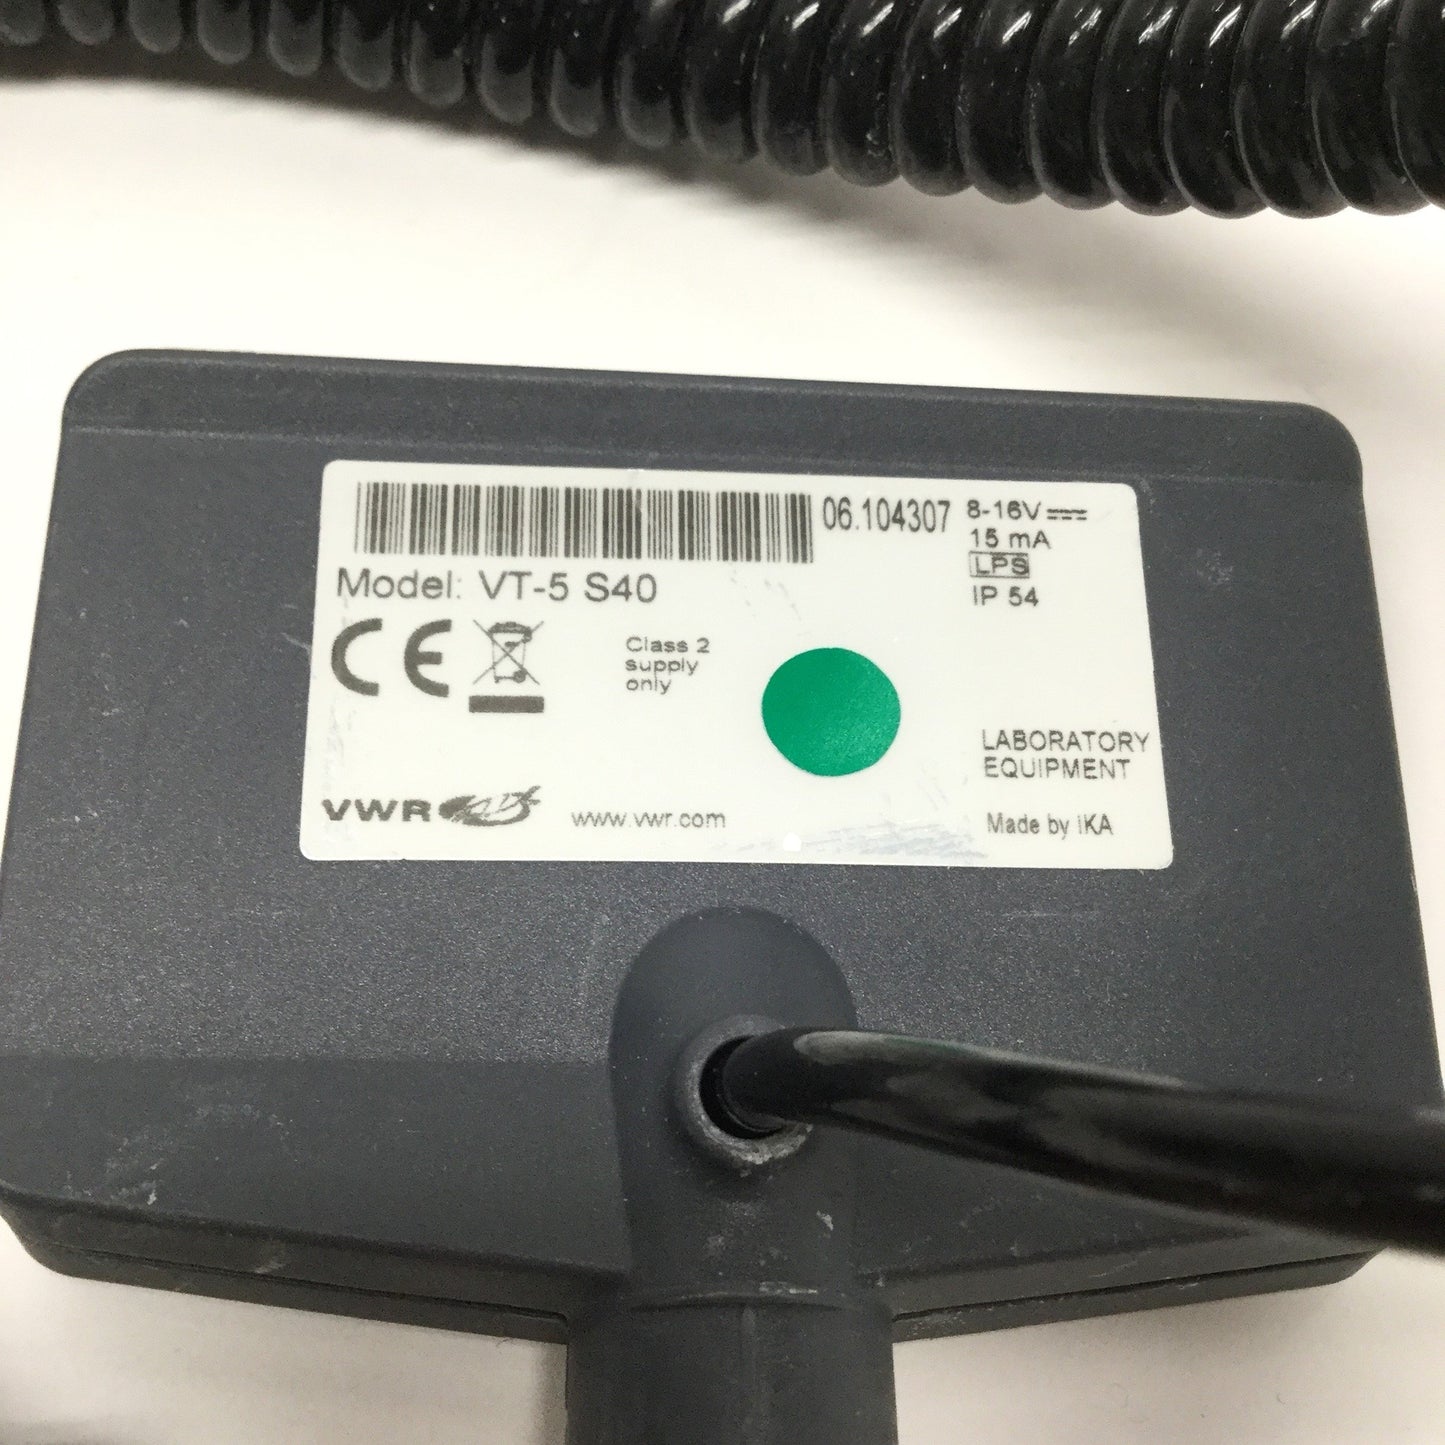 06.104307
8-16V
15 mA
LPS
IP 54
Model: VT-5 S40
CE
Class 2
supply
only
LABORATORY
EQUIPMENT
VWR
www.vwr.com
Made by IKA